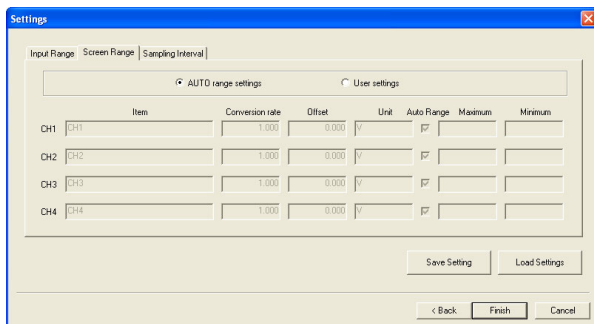 Settings
Input Range Screen Range Sampling Interval
AUTO range settings User settings
Item Conversion rate Offset Unit Auto Range Maximum Minimum
CH1 CH1 1.000 0.000 V
CH2 CH2 1.000 0.000 V
CH3 CH3 1.000 0.000 V
CH4 CH4 1.000 0.000 V
Save Setting Load Settings
< Back Finish Cancel